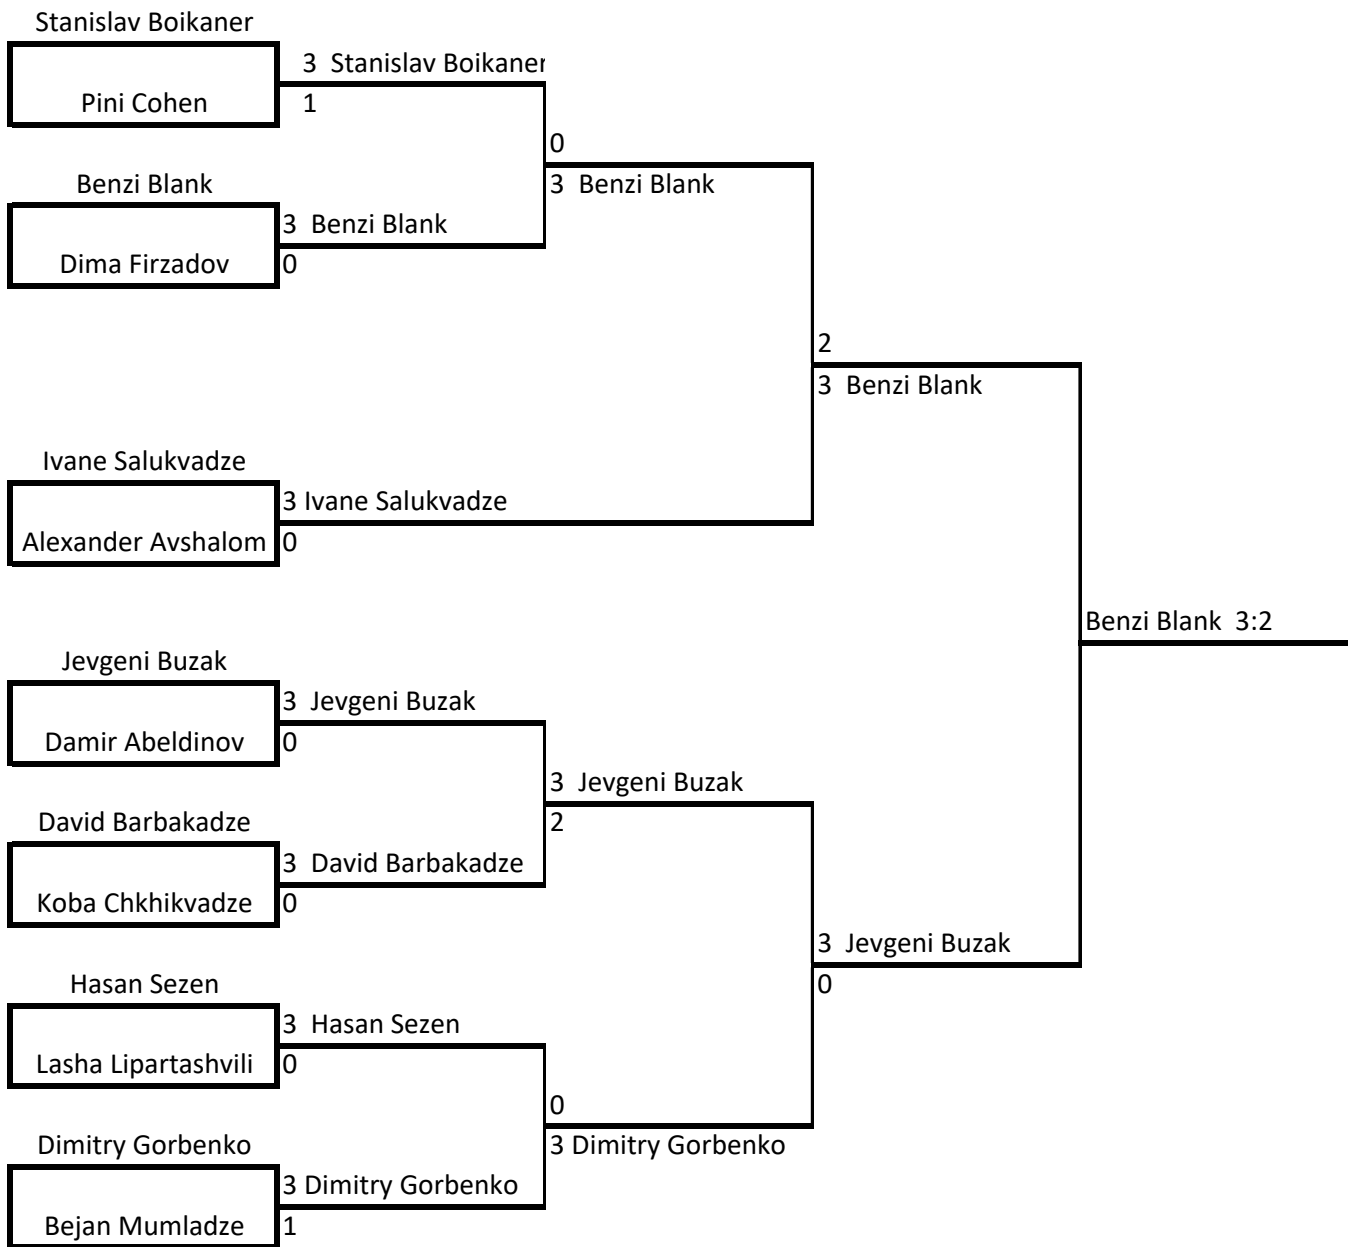 Stanislav Boikaner
3 Stanislav Boikaner
Pini Cohen
1
0
Benzi Blank
3 Benzi Blank
3 Benzi Blank
Dima Firzadov
0
2
3 Benzi Blank
Ivane Salukvadze
3 Ivane Salukvadze
Alexander Avshalom
0
Benzi Blank 3:2
Jevgeni Buzak
3 Jevgeni Buzak
Damir Abeldinov
0
3 Jevgeni Buzak
David Barbakadze
2
3 David Barbakadze
Koba Chkhikvadze
0
3 Jevgeni Buzak
Hasan Sezen
0
3 Hasan Sezen
Lasha Lipartashvili
0
0
Dimitry Gorbenko
3 Dimitry Gorbenko
3 Dimitry Gorbenko
Bejan Mumladze
1